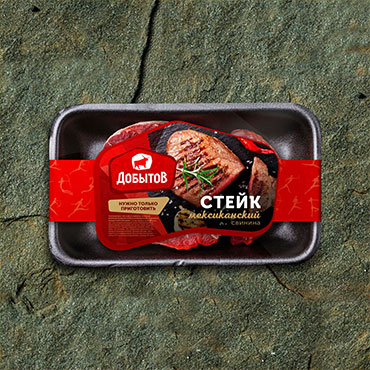 ДОБЫТОВ
НУЖНО ТОЛЬКО
ПРИГОТОВИТЬ
СТЕЙК
мексиканский
свинина